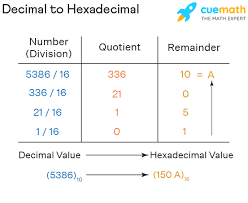 Decimal to Hexadecimal
cuemath
THE MATH EXPERT
Number (Division) Quotient Remainder
5386 / 16 336 10 = A
336 / 16 21 0
21 / 16 1 5
1 / 16 0 1
Decimal Value Hexadecimal Value
(5386)₁₀ (150 A)₁₆